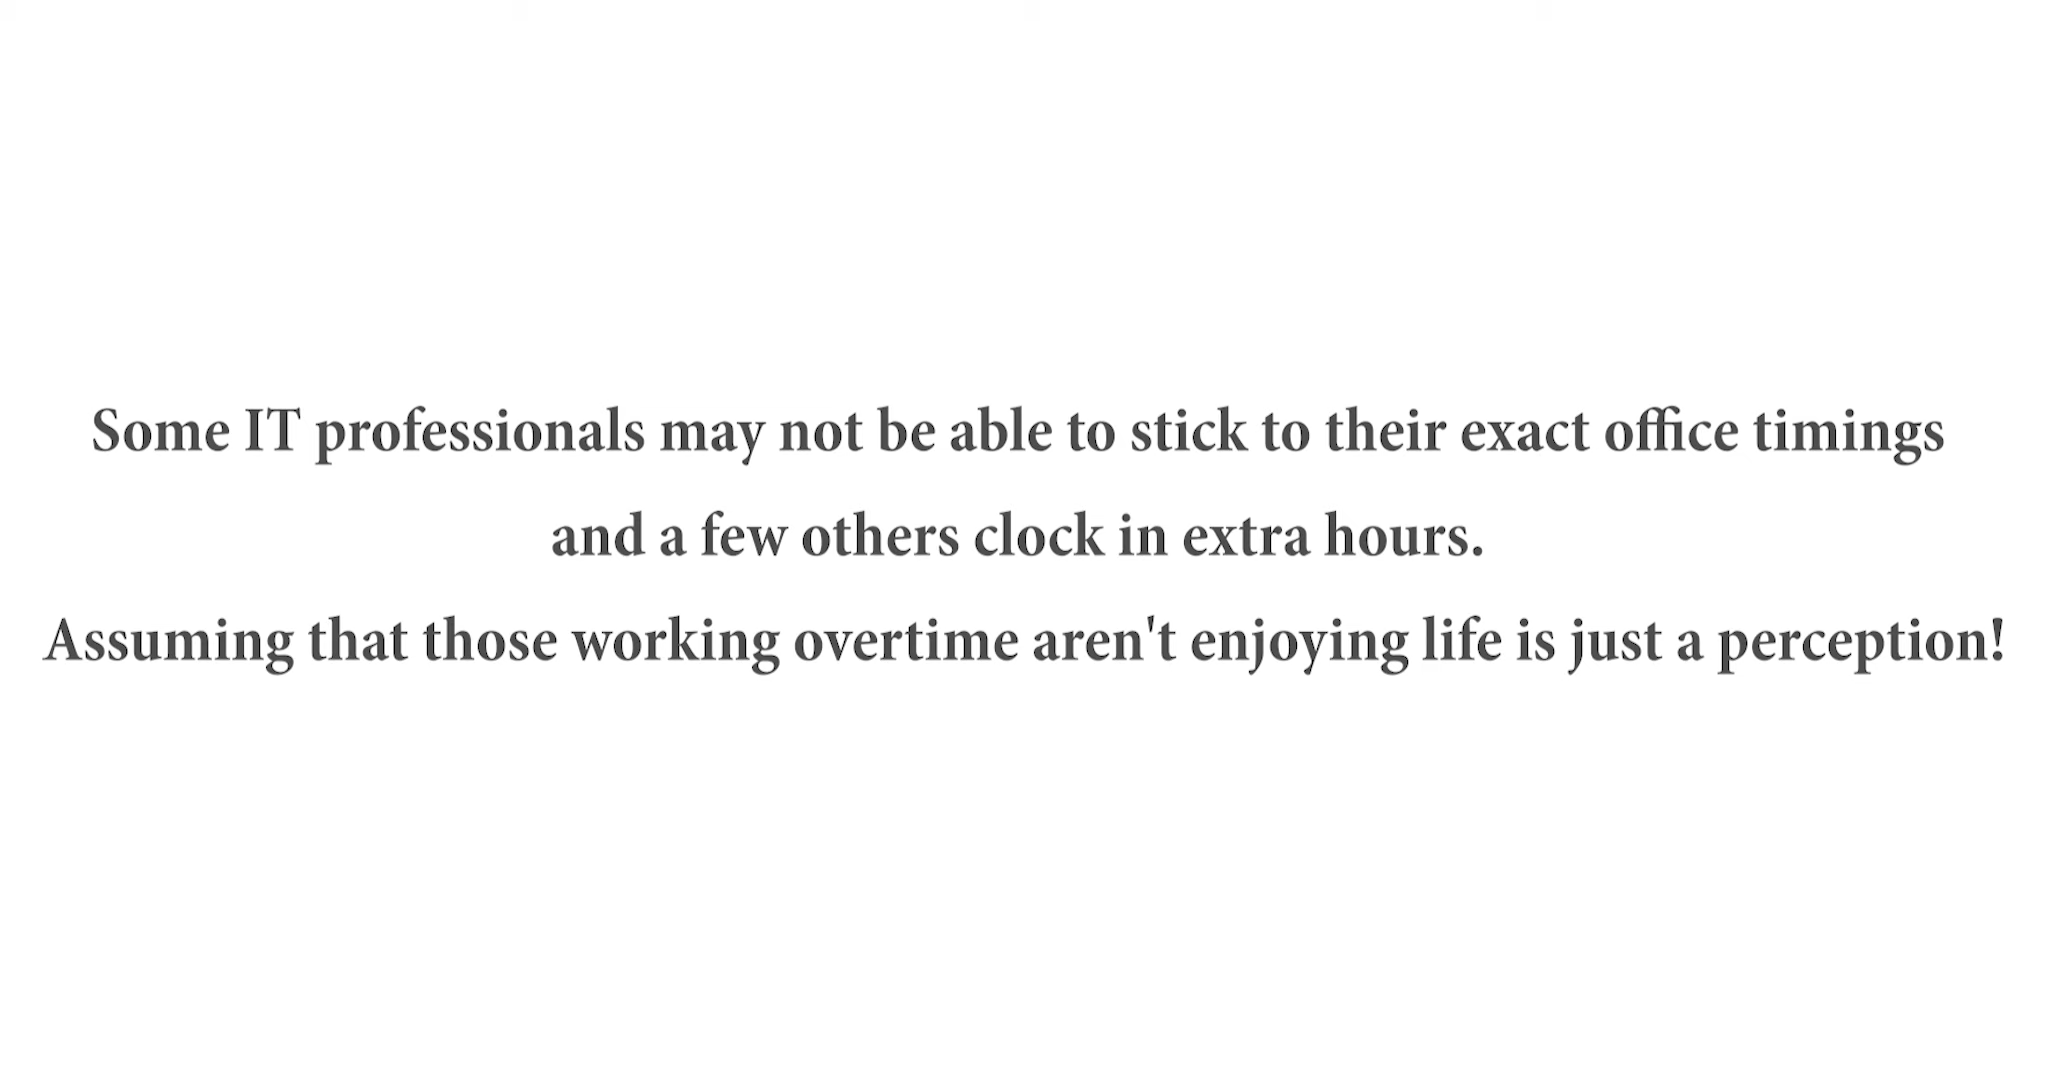 Some IT professionals may not be able to stick to their exact office timings
and a few others clock in extra hours.
Assuming that those working overtime aren't enjoying life is just a perception!